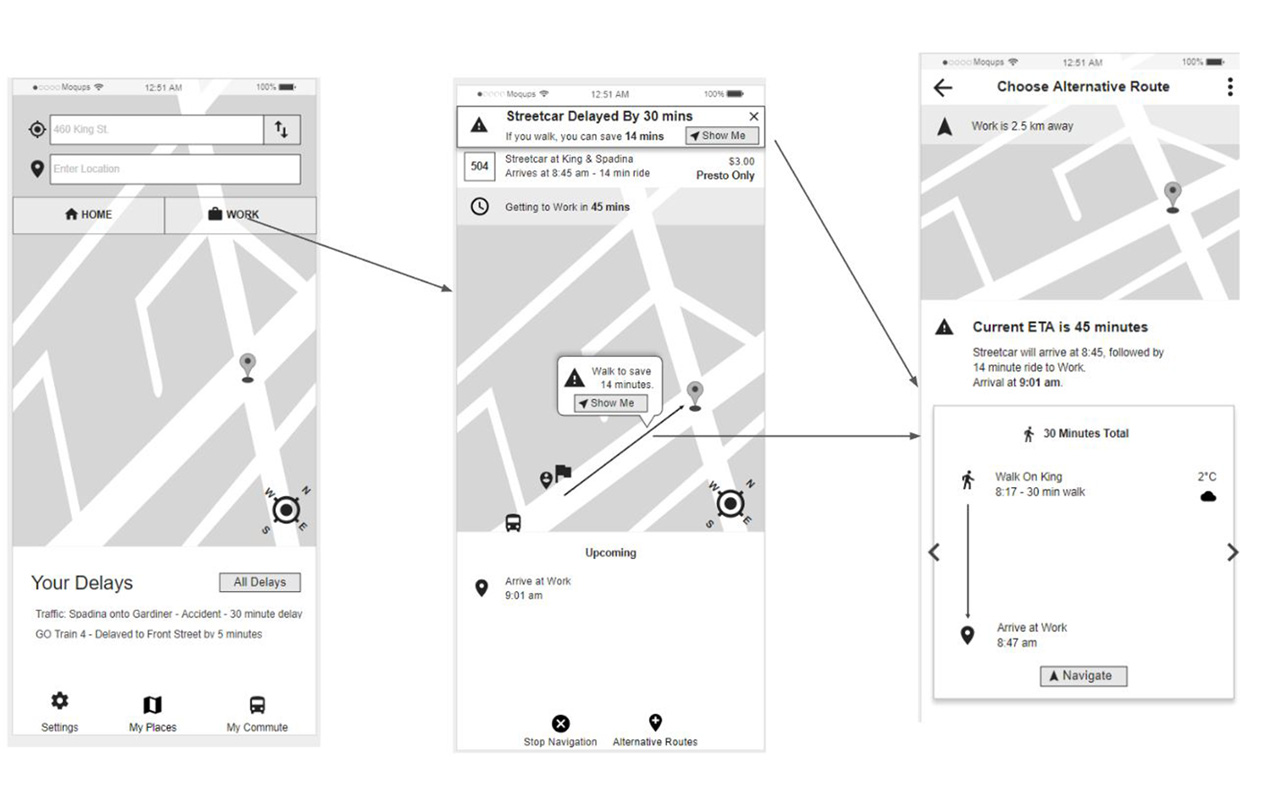 Moqups
12:51 AM
100%
460 King St.
Enter Location
HOME
WORK
N
W
E
S
Your Delays
All Delays
Traffic: Spadina onto Gardiner - Accident - 30 minute delay
GO Train 4 - Delayed to Front Street by 5 minutes
Settings
My Places
My Commute
Moqups
12:51 AM
100%
Streetcar Delayed By 30 mins
If you walk, you can save 14 mins
Show Me
504
Streetcar at King & Spadina
$3.00
Arrives at 8:45 am - 14 min ride
Presto Only
Getting to Work in 45 mins
Walk to save
14 minutes.
Show Me
N
W
E
S
Upcoming
Arrive at Work
9:01 am
Stop Navigation
Alternative Routes
Moqups
12:51 AM
100%
Choose Alternative Route
Work is 2.5 km away
Current ETA is 45 minutes
Streetcar will arrive at 8:45, followed by
14 minute ride to Work.
Arrival at 9:01 am.
30 Minutes Total
Walk On King
2°C
8:17 - 30 min walk
Arrive at Work
8:47 am
Navigate